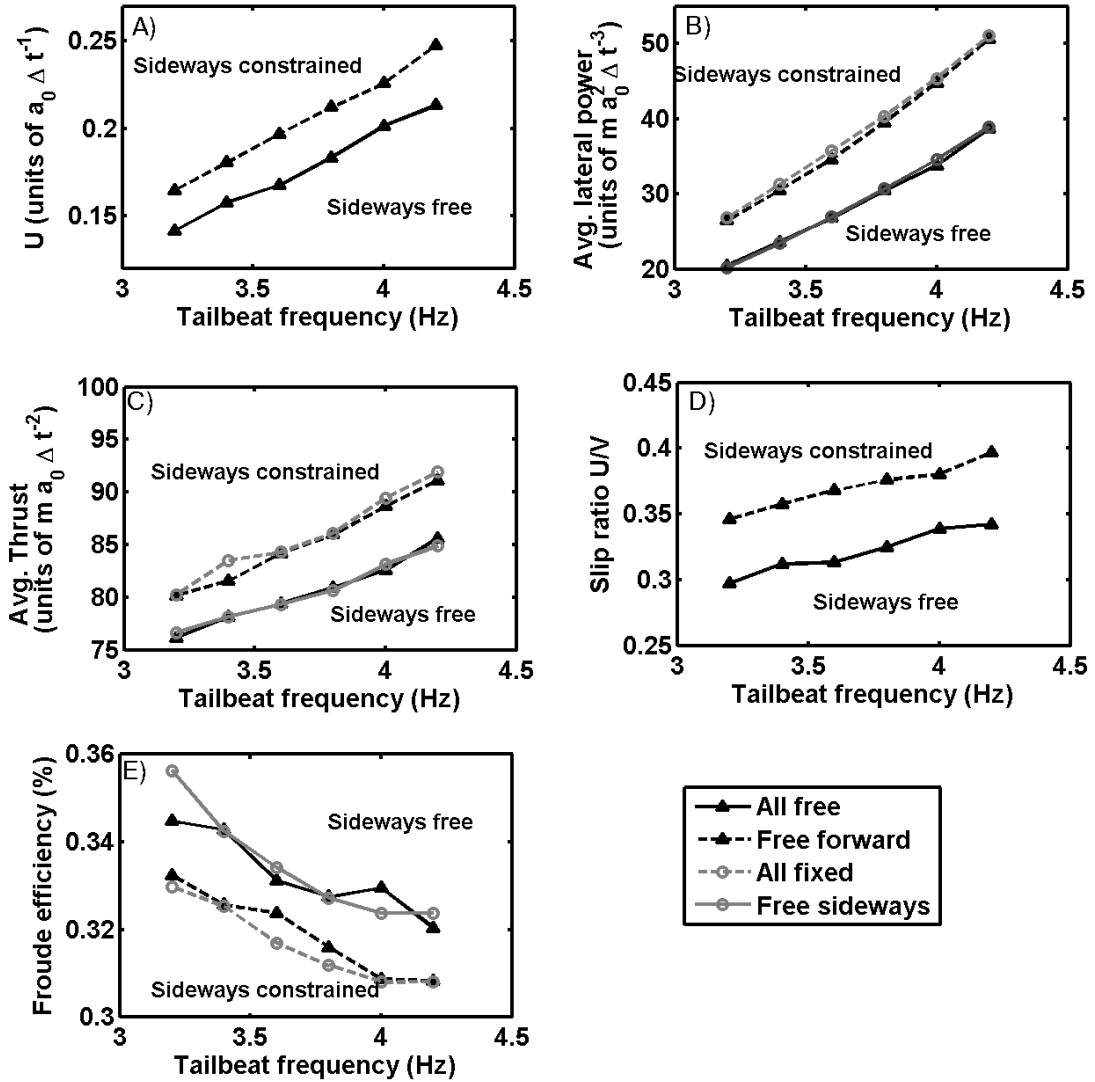 A)
U (units of a₀ Δ t⁻¹)
0.25
0.2
0.15
Sideways constrained
Sideways free
3
3.5
4
4.5
Tailbeat frequency (Hz)
B)
Avg. lateral power
(units of m a₀² Δ t⁻³)
50
40
30
20
Sideways constrained
Sideways free
3
3.5
4
4.5
Tailbeat frequency (Hz)
C)
Avg. Thrust
(units of m a₀ Δ t⁻²)
100
95
90
85
80
75
Sideways constrained
Sideways free
3
3.5
4
4.5
Tailbeat frequency (Hz)
D)
Slip ratio U/V
0.45
0.4
0.35
0.3
0.25
Sideways constrained
Sideways free
3
3.5
4
4.5
Tailbeat frequency (Hz)
E)
Froude efficiency (%)
0.36
0.34
0.32
0.3
Sideways free
Sideways constrained
3
3.5
4
4.5
Tailbeat frequency (Hz)
All free
Free forward
All fixed
Free sideways